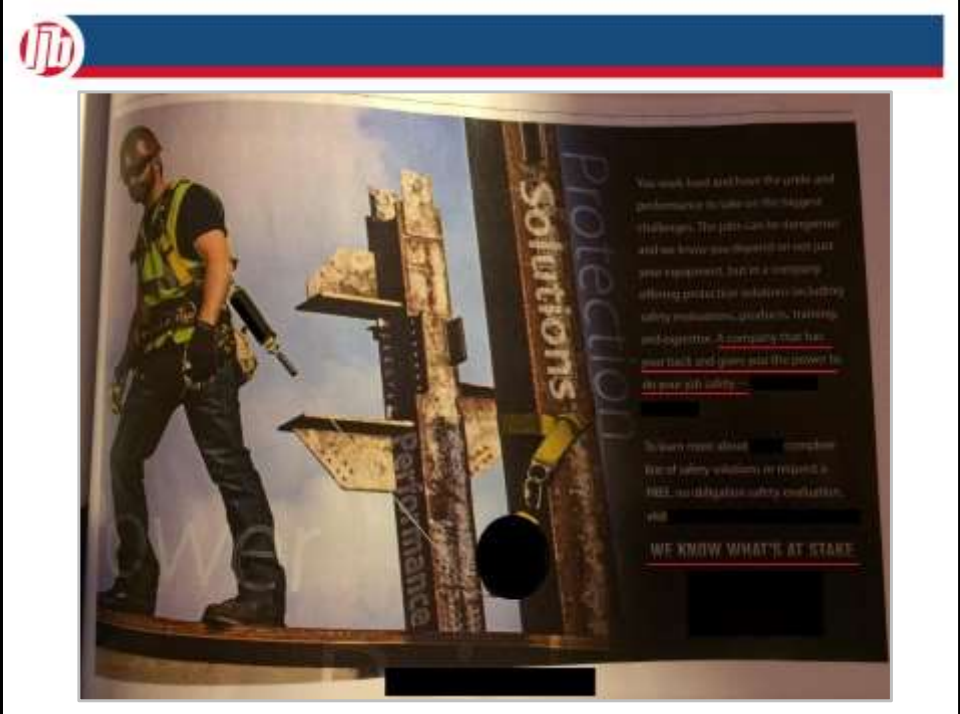 ljb
Protection
Solutions
Performance
ower
You work hard and have the pride and
performance to take on the biggest
challenges. The jobs can be dangerous
and we know you depend on not just
your equipment, but in a company
offering protection solutions including
safety evaluations, products, training,
and expertise. A company that has
your back and gives you the power to
do your job safely —
To learn more about complete
line of safety solutions or request a
FREE, no-obligation safety evaluation,
visit
WE KNOW WHAT'S AT STAKE